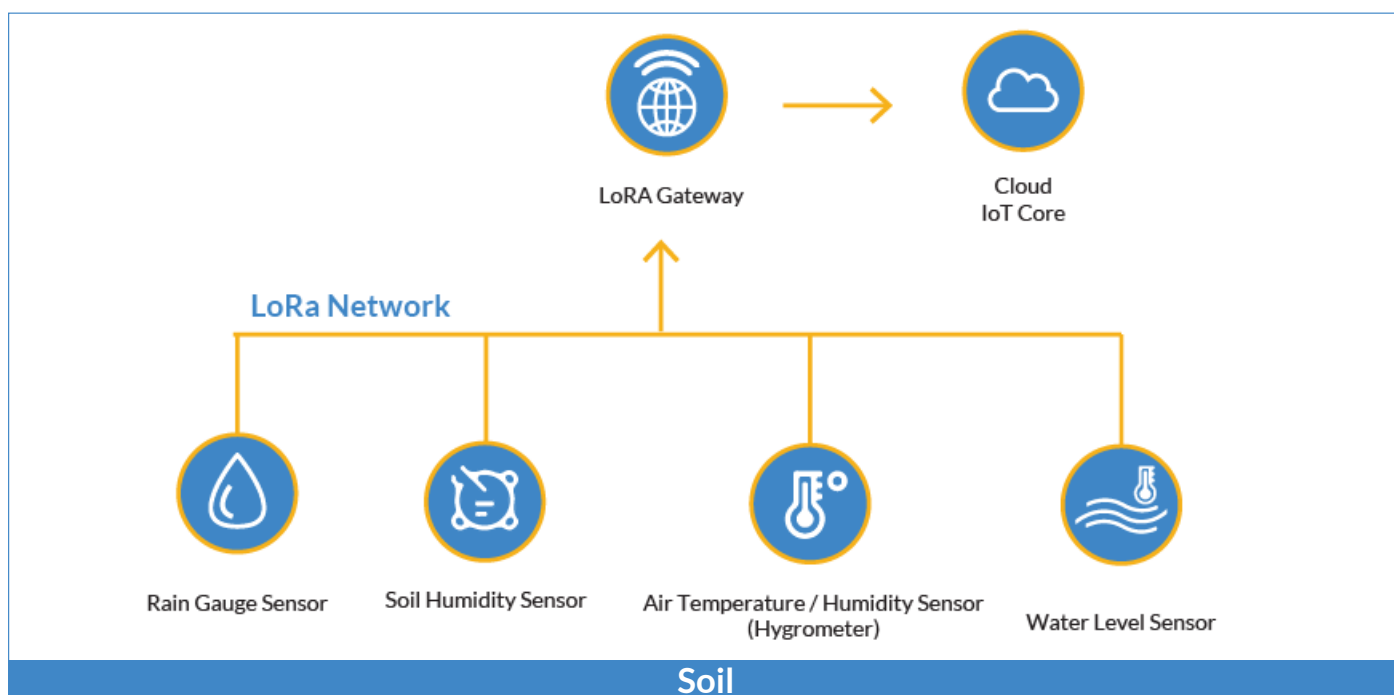 LoRA Gateway
Cloud
IoT Core
LoRa Network
Rain Gauge Sensor
Soil Humidity Sensor
Air Temperature / Humidity Sensor
(Hygrometer)
Water Level Sensor
Soil